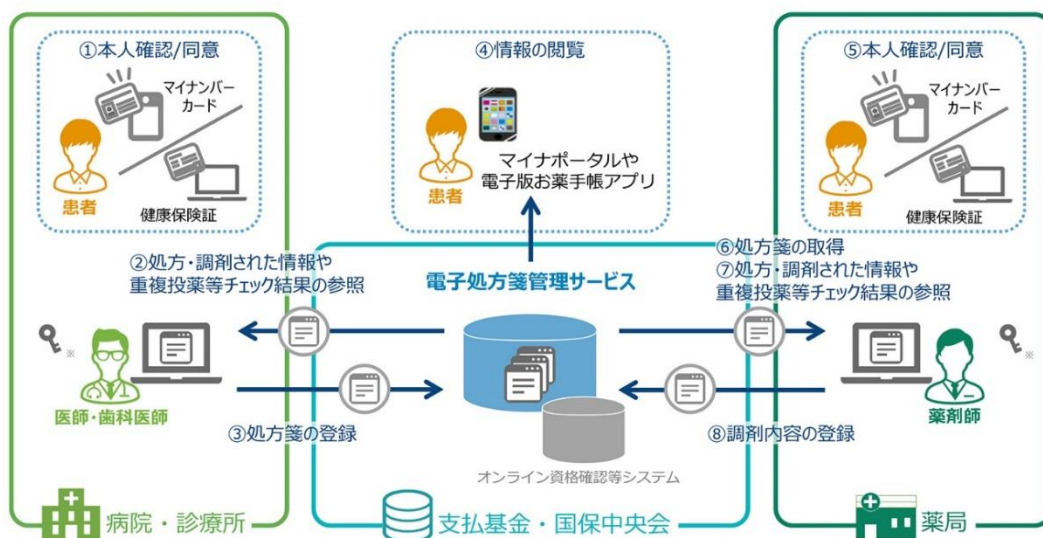 ①本人確認/同意
マイナンバー
カード
患者
健康保険証
②処方・調剤された情報や
重複投薬等チェック結果の参照
※
医師・歯科医師
③処方箋の登録
病院・診療所
④情報の閲覧
患者
マイナポータルや
電子版お薬手帳アプリ
電子処方箋管理サービス
オンライン資格確認等システム
支払基金・国保中央会
⑤本人確認/同意
マイナンバー
カード
患者
健康保険証
⑥処方箋の取得
⑦処方・調剤された情報や
重複投薬等チェック結果の参照
※
薬剤師
⑧調剤内容の登録
薬局